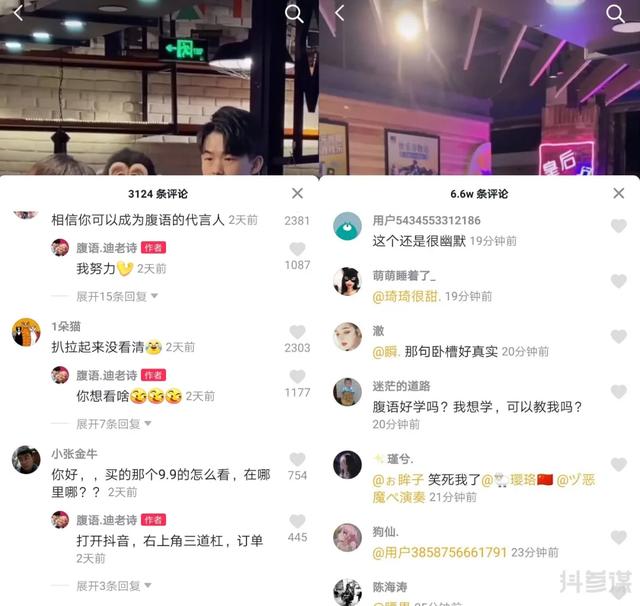 3124 条评论
相信你可以成为腹语的代言人 2天前
2381
腹语.迪老诗 作者
我努力 2天前
1087
展开15条回复
1朵猫
扒拉起来没看清😂 2天前
2303
腹语.迪老诗 作者
你想看啥 2天前
1177
展开7条回复
小张金牛
你好，，买的那个9.9的怎么看，在哪
里哪？？ 2天前
754
腹语.迪老诗 作者
打开抖音，右上角三道杠，订单
2天前
445
展开3条回复
皇后
6.6w 条评论
用户5434553312186
这个还是很幽默 19分钟前
萌萌睡着了_
@琦琦很甜. 19分钟前
澈
@瞬. 那句卧槽好真实 20分钟前
迷茫的道路
腹语好学吗？我想学，可以教我吗？
20分钟前
✨瑾兮.
@ぉ眸子 笑死我了@🐑璎珞🇨🇳 @ヅ恶
魔ぺ演奏 21分钟前
狗仙.
@用户3858756661791 23分钟前
陈海涛
抖参谋